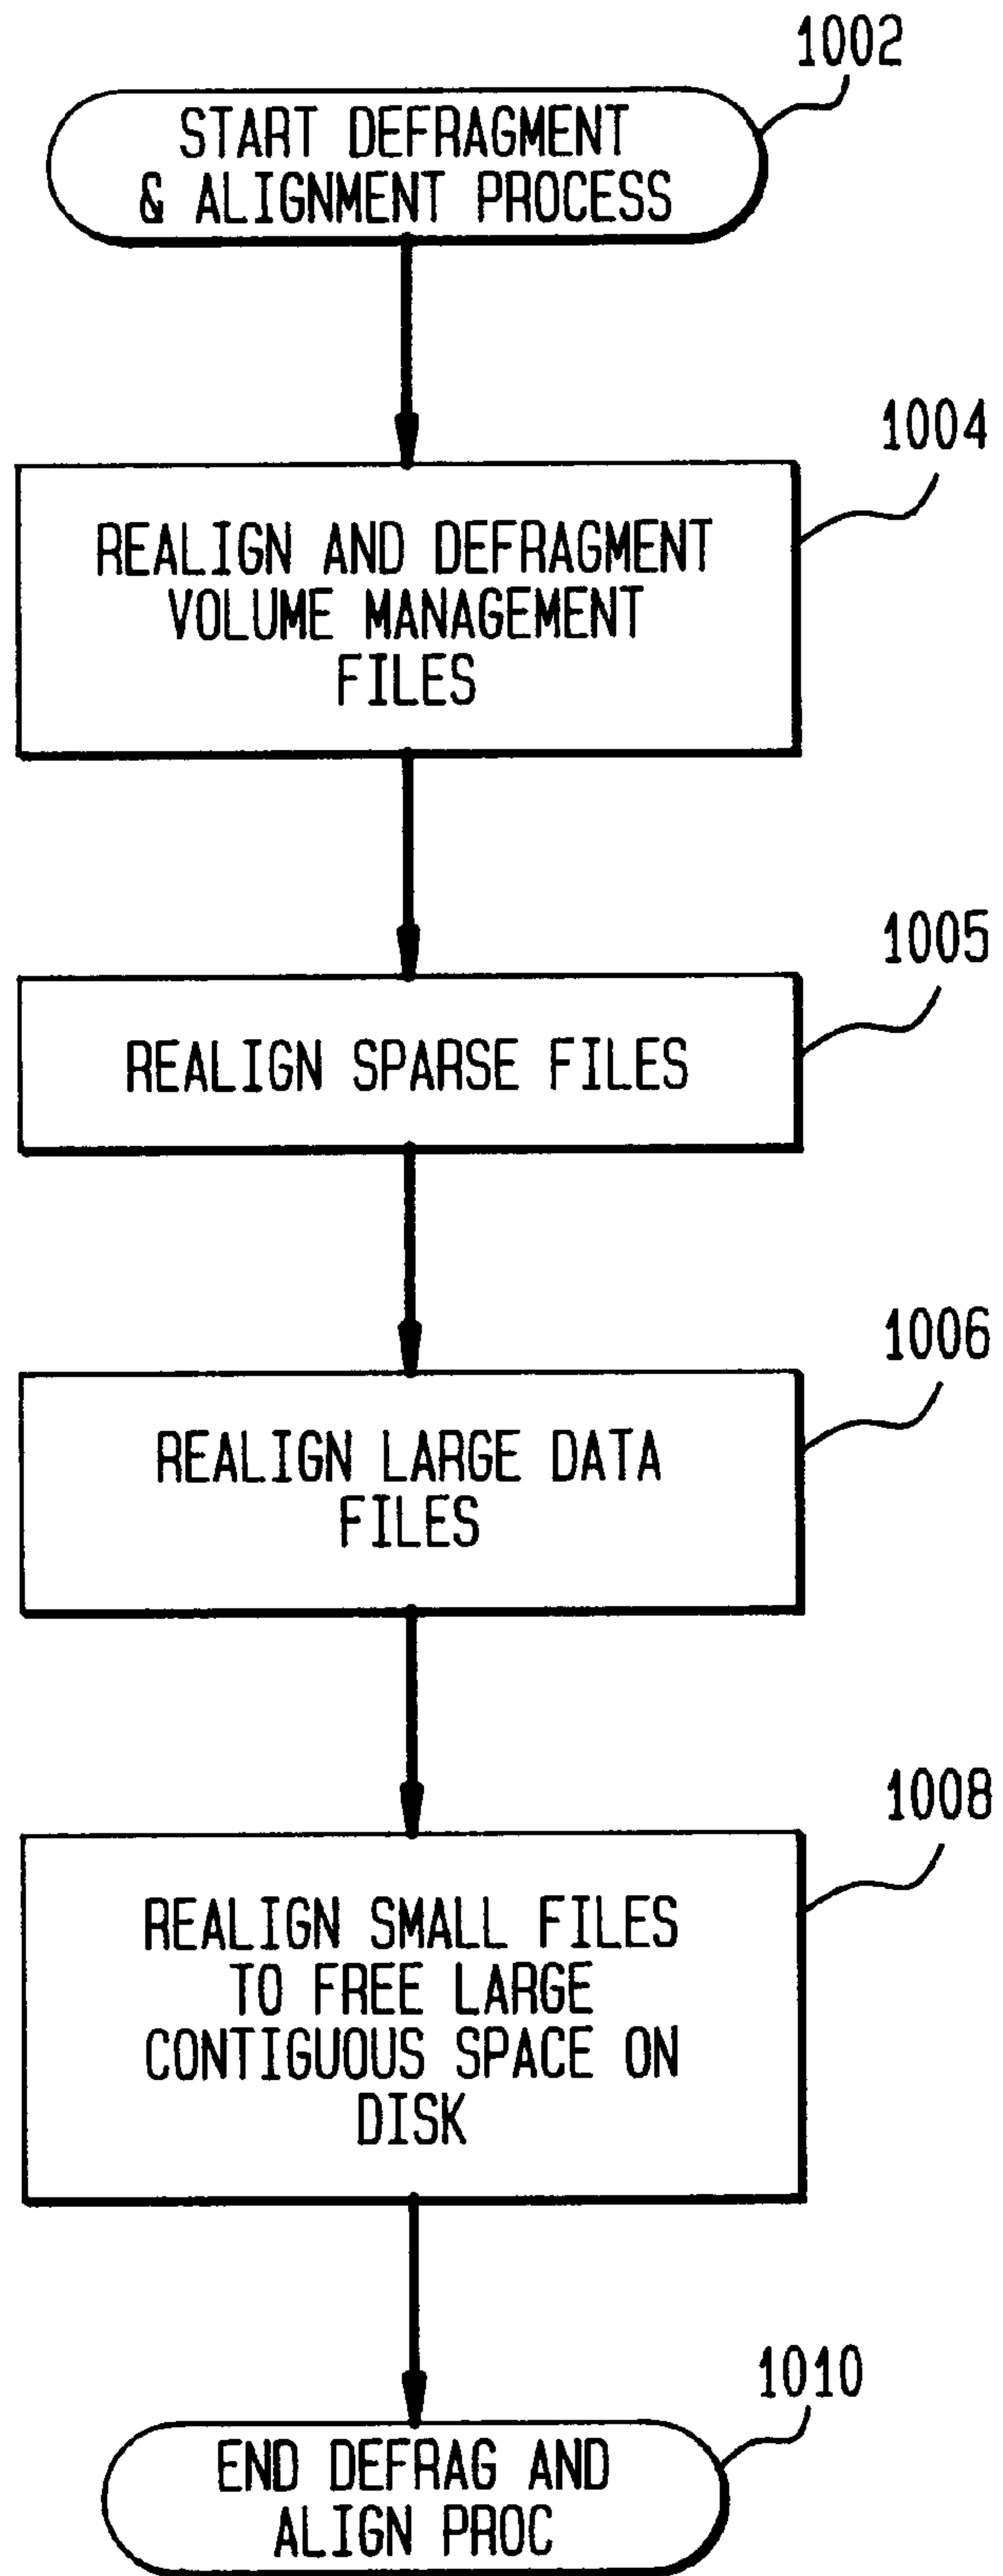 1002
START DEFRAGMENT
& ALIGNMENT PROCESS
1004
REALIGN AND DEFRAGMENT
VOLUME MANAGEMENT
FILES
1005
REALIGN SPARSE FILES
1006
REALIGN LARGE DATA
FILES
1008
REALIGN SMALL FILES
TO FREE LARGE
CONTIGUOUS SPACE ON
DISK
1010
END DEFRAG AND
ALIGN PROC